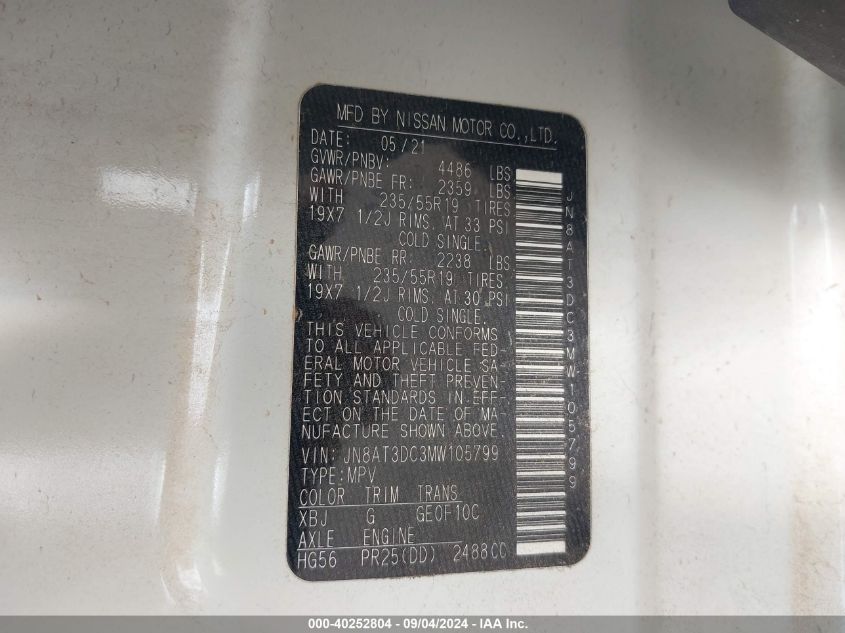 MFD BY NISSAN MOTOR CO.,LTD.
DATE: 05/21
GVWR/PNBV: 4486 LBS
GAWR/PNBE FR: 2359 LBS
WITH 235/55R19 TIRES
19X7 1/2J RIMS. AT 33 PSI
COLD SINGLE.
GAWR/PNBE RR: 2238 LBS
WITH 235/55R19 TIRES
19X7 1/2J RIMS. AT 30 PSI
COLD SINGLE.
THIS VEHICLE CONFORMS
TO ALL APPLICABLE FED-
ERAL MOTOR VEHICLE SA-
FETY AND THEFT PREVEN-
TION STANDARDS IN EFF-
ECT ON THE DATE OF MA-
NUFACTURE SHOWN ABOVE.
VIN: JN8AT3DC3MW105799
TYPE:MPV
COLOR TRIM TRANS
XBJ G GE0F10C
AXLE ENGINE
HG56 PR25(DD) 2488CC
JN8AT3DC3MW105799
000-40252804 - 09/04/2024 - IAA Inc.